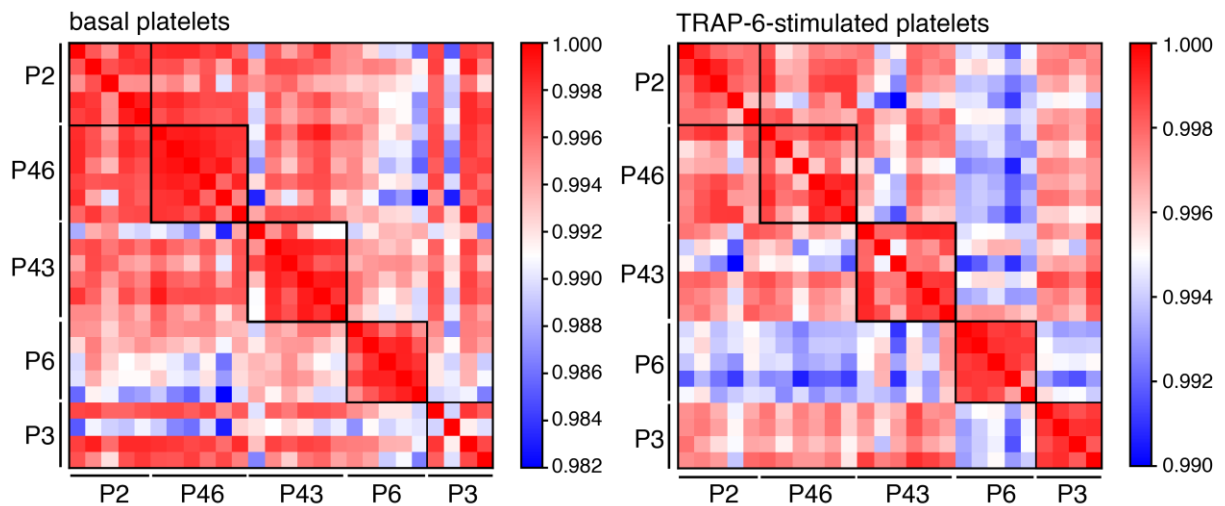 basal platelets
P2
P46
P43
P6
P3
P2 P46 P43 P6 P3
1.000
0.998
0.996
0.994
0.992
0.990
0.988
0.986
0.984
0.982
TRAP-6-stimulated platelets
P2
P46
P43
P6
P3
P2 P46 P43 P6 P3
1.000
0.998
0.996
0.994
0.992
0.990